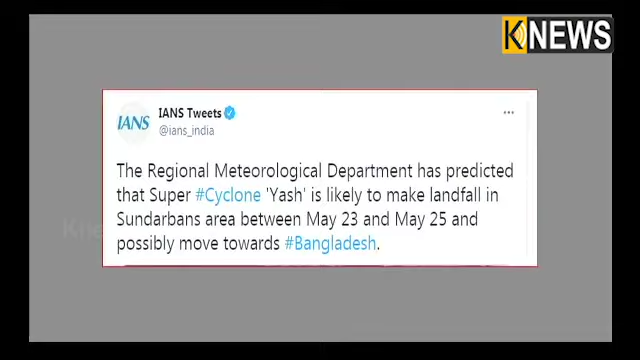 KNEWS
IANS
IANS Tweets
@ians_india
The Regional Meteorological Department has predicted
that Super #Cyclone 'Yash' is likely to make landfall in
Sundarbans area between May 23 and May 25 and
possibly move towards #Bangladesh.